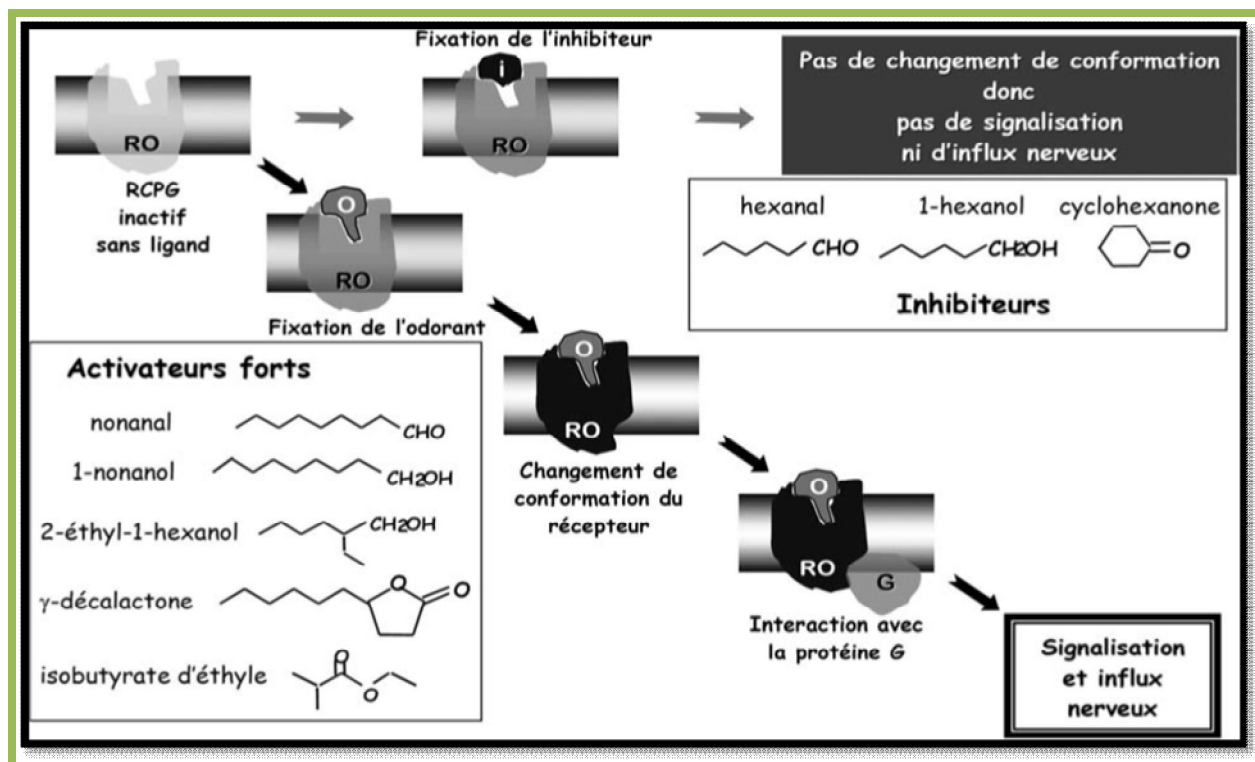 Fixation de l'inhibiteur
i
RO
RO
RCPG
inactif
sans ligand
Pas de changement de conformation
donc
pas de signalisation
ni d'influx nerveux
hexanal
1-hexanol
cyclohexanone
CHO
CH2OH
O
Inhibiteurs
O
RO
Fixation de l'odorant
O
RO
Changement de
conformation du
récepteur
O
RO
G
Interaction avec
la protéine G
Signalisation
et influx
nerveux
Activateurs forts
nonanal
CHO
1-nonanol
CH2OH
2-éthyl-1-hexanol
CH2OH
γ-décalactone
O
O
isobutyrate d'éthyle
O
O